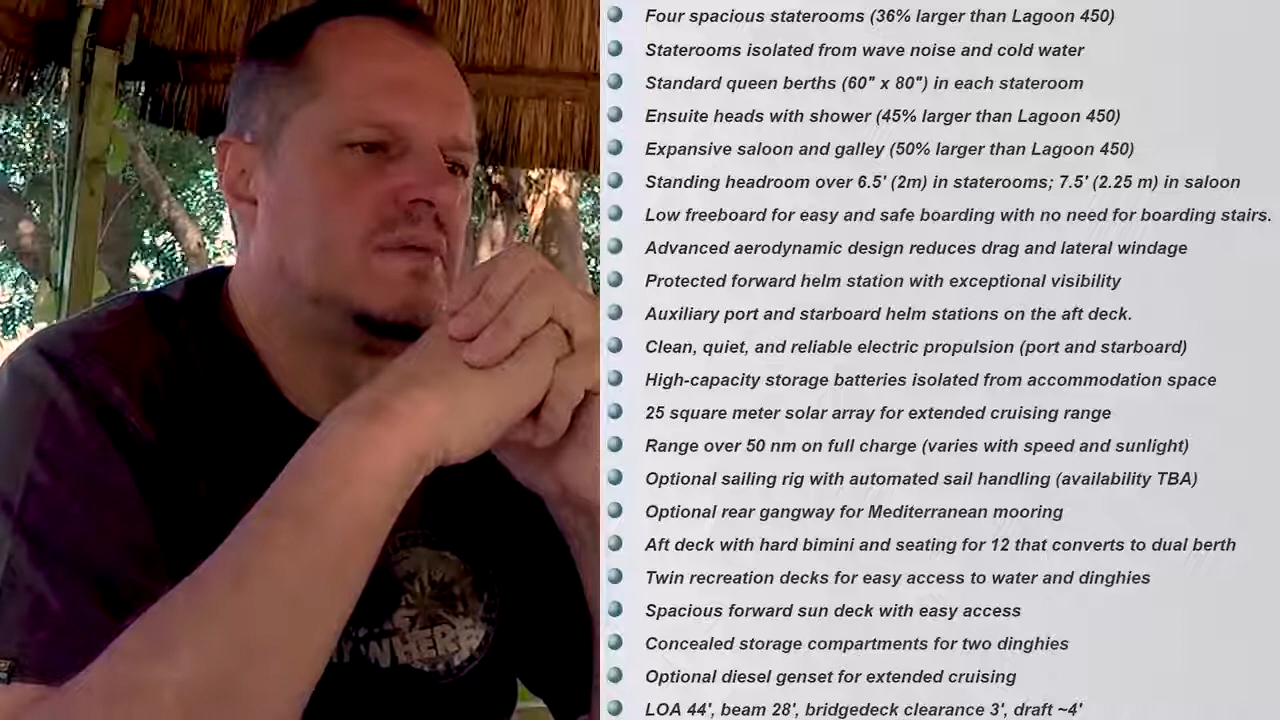 Four spacious staterooms (36% larger than Lagoon 450)
Staterooms isolated from wave noise and cold water
Standard queen berths (60" x 80") in each stateroom
Ensuite heads with shower (45% larger than Lagoon 450)
Expansive saloon and galley (50% larger than Lagoon 450)
Standing headroom over 6.5' (2m) in staterooms; 7.5' (2.25 m) in saloon
Low freeboard for easy and safe boarding with no need for boarding stairs.
Advanced aerodynamic design reduces drag and lateral windage
Protected forward helm station with exceptional visibility
Auxiliary port and starboard helm stations on the aft deck.
Clean, quiet, and reliable electric propulsion (port and starboard)
High-capacity storage batteries isolated from accommodation space
25 square meter solar array for extended cruising range
Range over 50 nm on full charge (varies with speed and sunlight)
Optional sailing rig with automated sail handling (availability TBA)
Optional rear gangway for Mediterranean mooring
Aft deck with hard bimini and seating for 12 that converts to dual berth
Twin recreation decks for easy access to water and dinghies
Spacious forward sun deck with easy access
Concealed storage compartments for two dinghies
Optional diesel genset for extended cruising
LOA 44', beam 28', bridgedeck clearance 3', draft ~4'